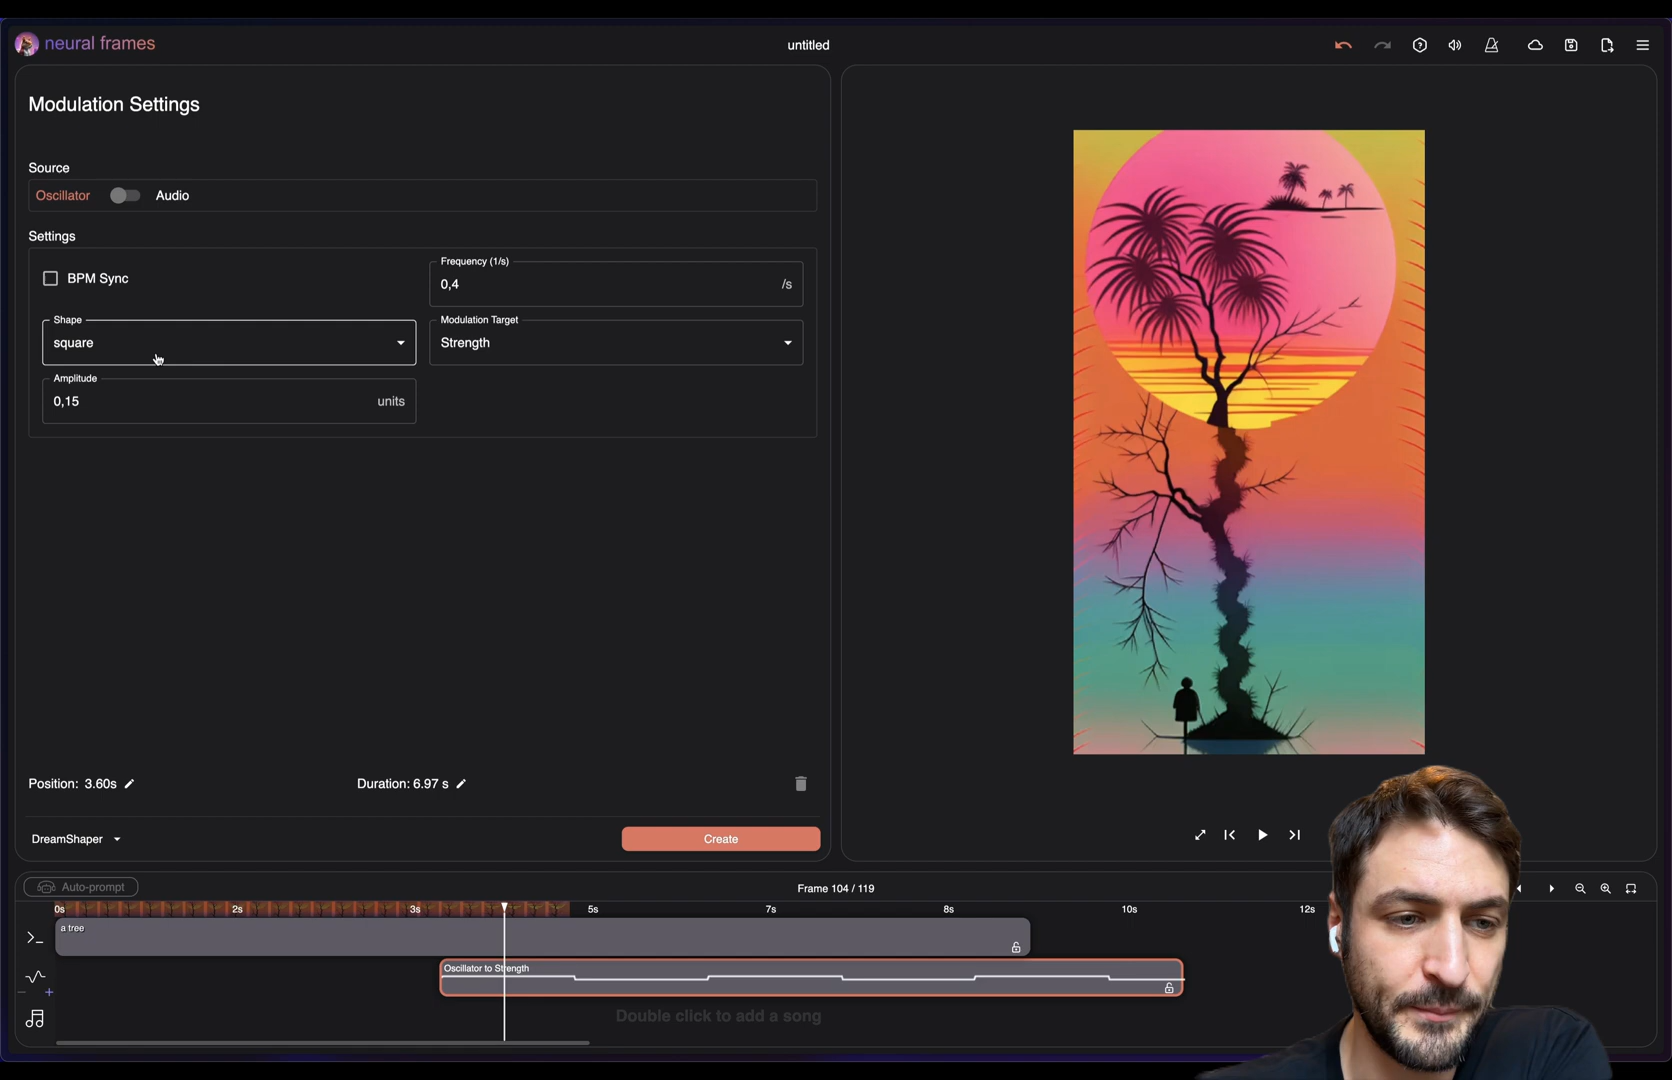 neural frames
untitled
Modulation Settings
Source
Oscillator
Audio
Settings
BPM Sync
Frequency (1/s)
0,4
/s
Shape
square
Modulation Target
Strength
Amplitude
0,15
units
Position: 3.60s
Duration: 6.97 s
DreamShaper
Create
Auto-prompt
Frame 104 / 119
0s 2s 3s 5s 7s 8s 10s 12s
a tree
Oscillator to Strength
Double click to add a song